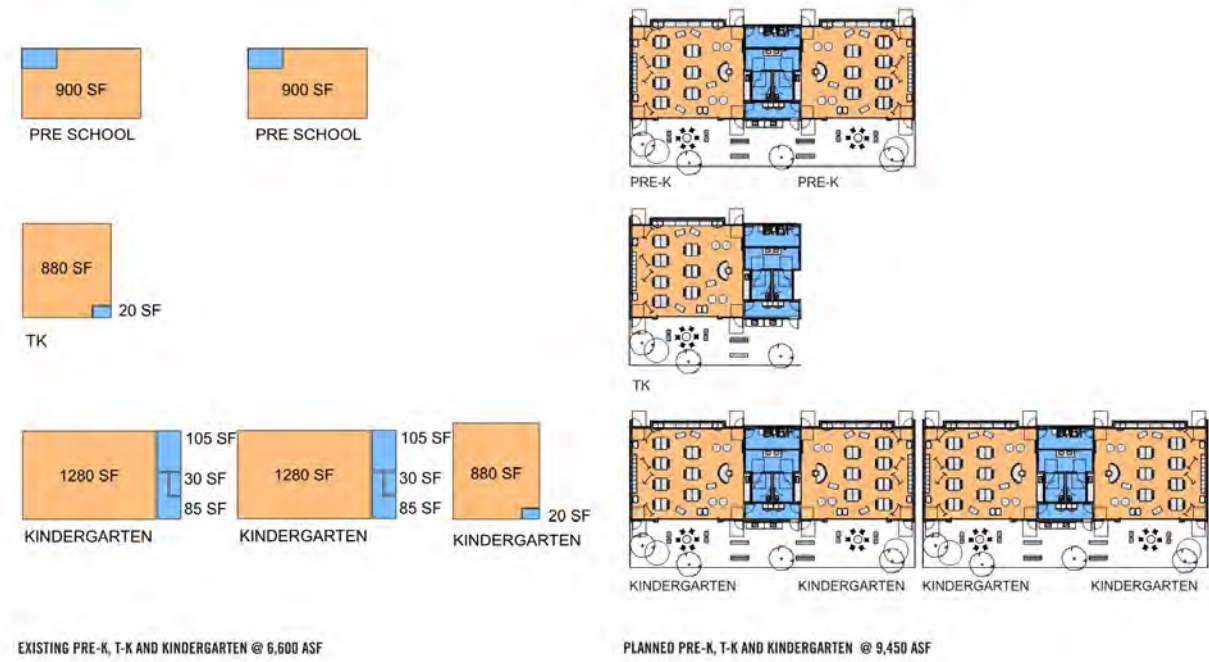 900 SF
PRE SCHOOL
900 SF
PRE SCHOOL
PRE-K
PRE-K
880 SF
20 SF
TK
TK
1280 SF
105 SF
30 SF
85 SF
KINDERGARTEN
1280 SF
105 SF
30 SF
85 SF
KINDERGARTEN
880 SF
20 SF
KINDERGARTEN
KINDERGARTEN
KINDERGARTEN
KINDERGARTEN
KINDERGARTEN
EXISTING PRE-K, T-K AND KINDERGARTEN @ 6,600 ASF
PLANNED PRE-K, T-K AND KINDERGARTEN @ 9,450 ASF